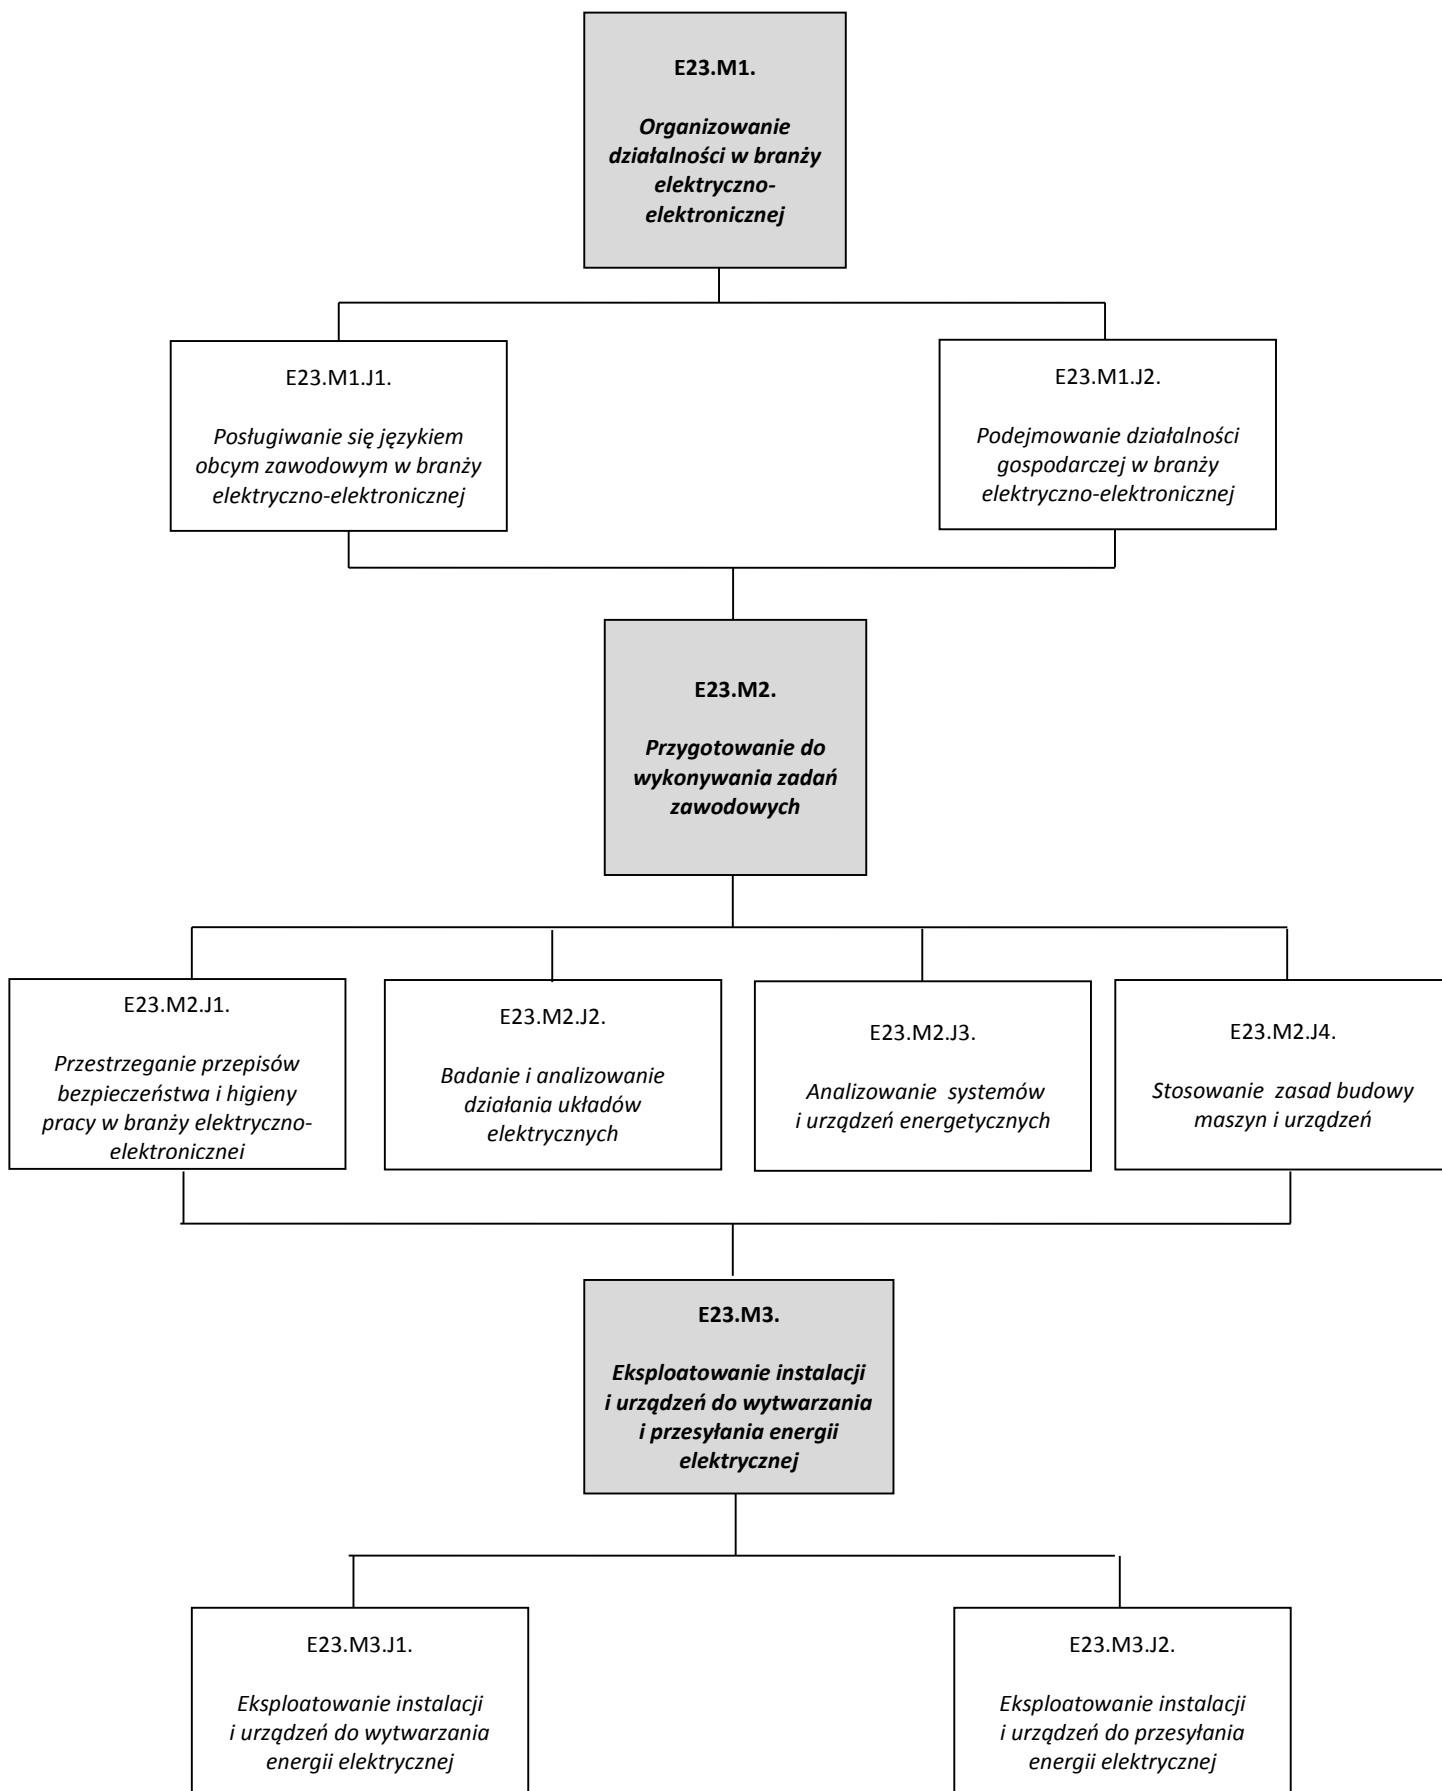 E23.M1.
Organizowanie
działalności w branży
elektryczno-
elektronicznej
E23.M1.J1.
Posługiwanie się językiem
obcym zawodowym w branży
elektryczno-elektronicznej
E23.M1.J2.
Podejmowanie działalności
gospodarczej w branży
elektryczno-elektronicznej
E23.M2.
Przygotowanie do
wykonywania zadań
zawodowych
E23.M2.J1.
Przestrzeganie przepisów
bezpieczeństwa i higieny
pracy w branży elektryczno-
elektronicznej
E23.M2.J2.
Badanie i analizowanie
działania układów
elektrycznych
E23.M2.J3.
Analizowanie systemów
i urządzeń energetycznych
E23.M2.J4.
Stosowanie zasad budowy
maszyn i urządzeń
E23.M3.
Eksploatowanie instalacji
i urządzeń do wytwarzania
i przesyłania energii
elektrycznej
E23.M3.J1.
Eksploatowanie instalacji
i urządzeń do wytwarzania
energii elektrycznej
E23.M3.J2.
Eksploatowanie instalacji
i urządzeń do przesyłania
energii elektrycznej